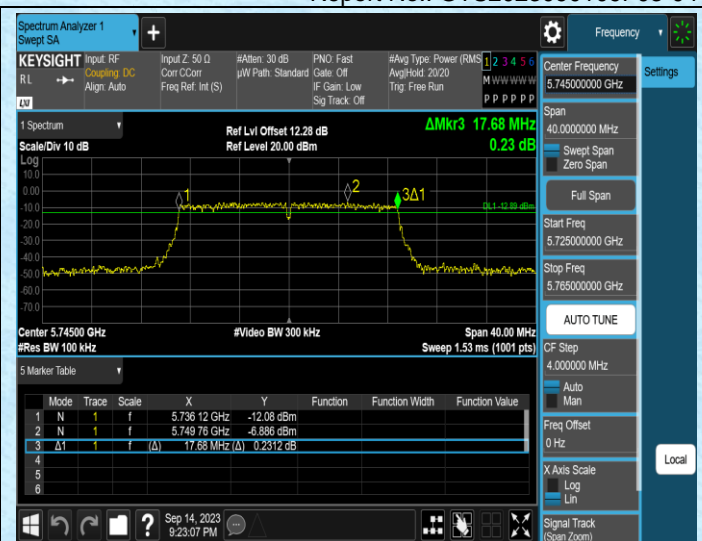 Spectrum Analyzer 1
Swept SA
+
Frequency
KEYSIGHT
RL
LXI
Input: RF
Coupling: DC
Align: Auto
Input Z: 50 Ω
Corr CCorr
Freq Ref: Int (S)
#Atten: 30 dB
µW Path: Standard
PNO: Fast
Gate: Off
IF Gain: Low
Sig Track: Off
#Avg Type: Power (RMS
Avg|Hold: 20/20
Trig: Free Run
1 2 3 4 5 6
M W W W W W
P P P P P P
1 Spectrum
Scale/Div 10 dB
Ref Lvl Offset 12.28 dB
Ref Level 20.00 dBm
ΔMkr3 17.68 MHz
0.23 dB
Log
10.0
0.00
-10.0
-20.0
-30.0
-40.0
-50.0
-60.0
-70.0
1
2
3Δ1
DL1 -12.89 dBm
Center 5.74500 GHz
#Res BW 100 kHz
#Video BW 300 kHz
Span 40.00 MHz
Sweep 1.53 ms (1001 pts)
5 Marker Table
Mode Trace Scale X Y Function Function Width Function Value
1 N 1 f 5.736 12 GHz -12.08 dBm
2 N 1 f 5.749 76 GHz -6.886 dBm
3 Δ1 1 f (Δ) 17.68 MHz (Δ) 0.2312 dB
4
5
6
Sep 14, 2023
9:23:07 PM
?
Center Frequency
5.745000000 GHz
Settings
Span
40.0000000 MHz
Swept Span
Zero Span
Full Span
Start Freq
5.725000000 GHz
Stop Freq
5.765000000 GHz
AUTO TUNE
CF Step
4.000000 MHz
Auto
Man
Freq Offset
0 Hz
X Axis Scale
Log
Lin
Local
Signal Track
(Span Zoom)